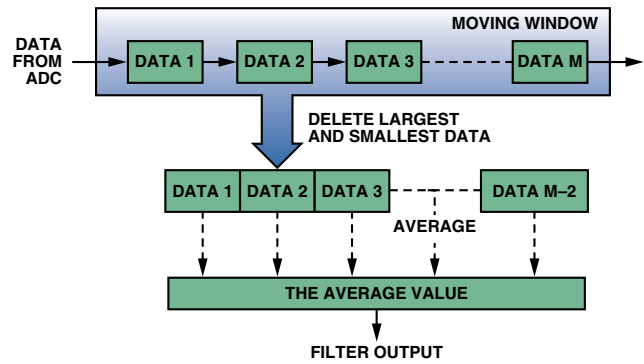 MOVING WINDOW
DATA
FROM
ADC
DATA 1
DATA 2
DATA 3
DATA M
DELETE LARGEST
AND SMALLEST DATA
DATA 1
DATA 2
DATA 3
DATA M–2
AVERAGE
THE AVERAGE VALUE
FILTER OUTPUT